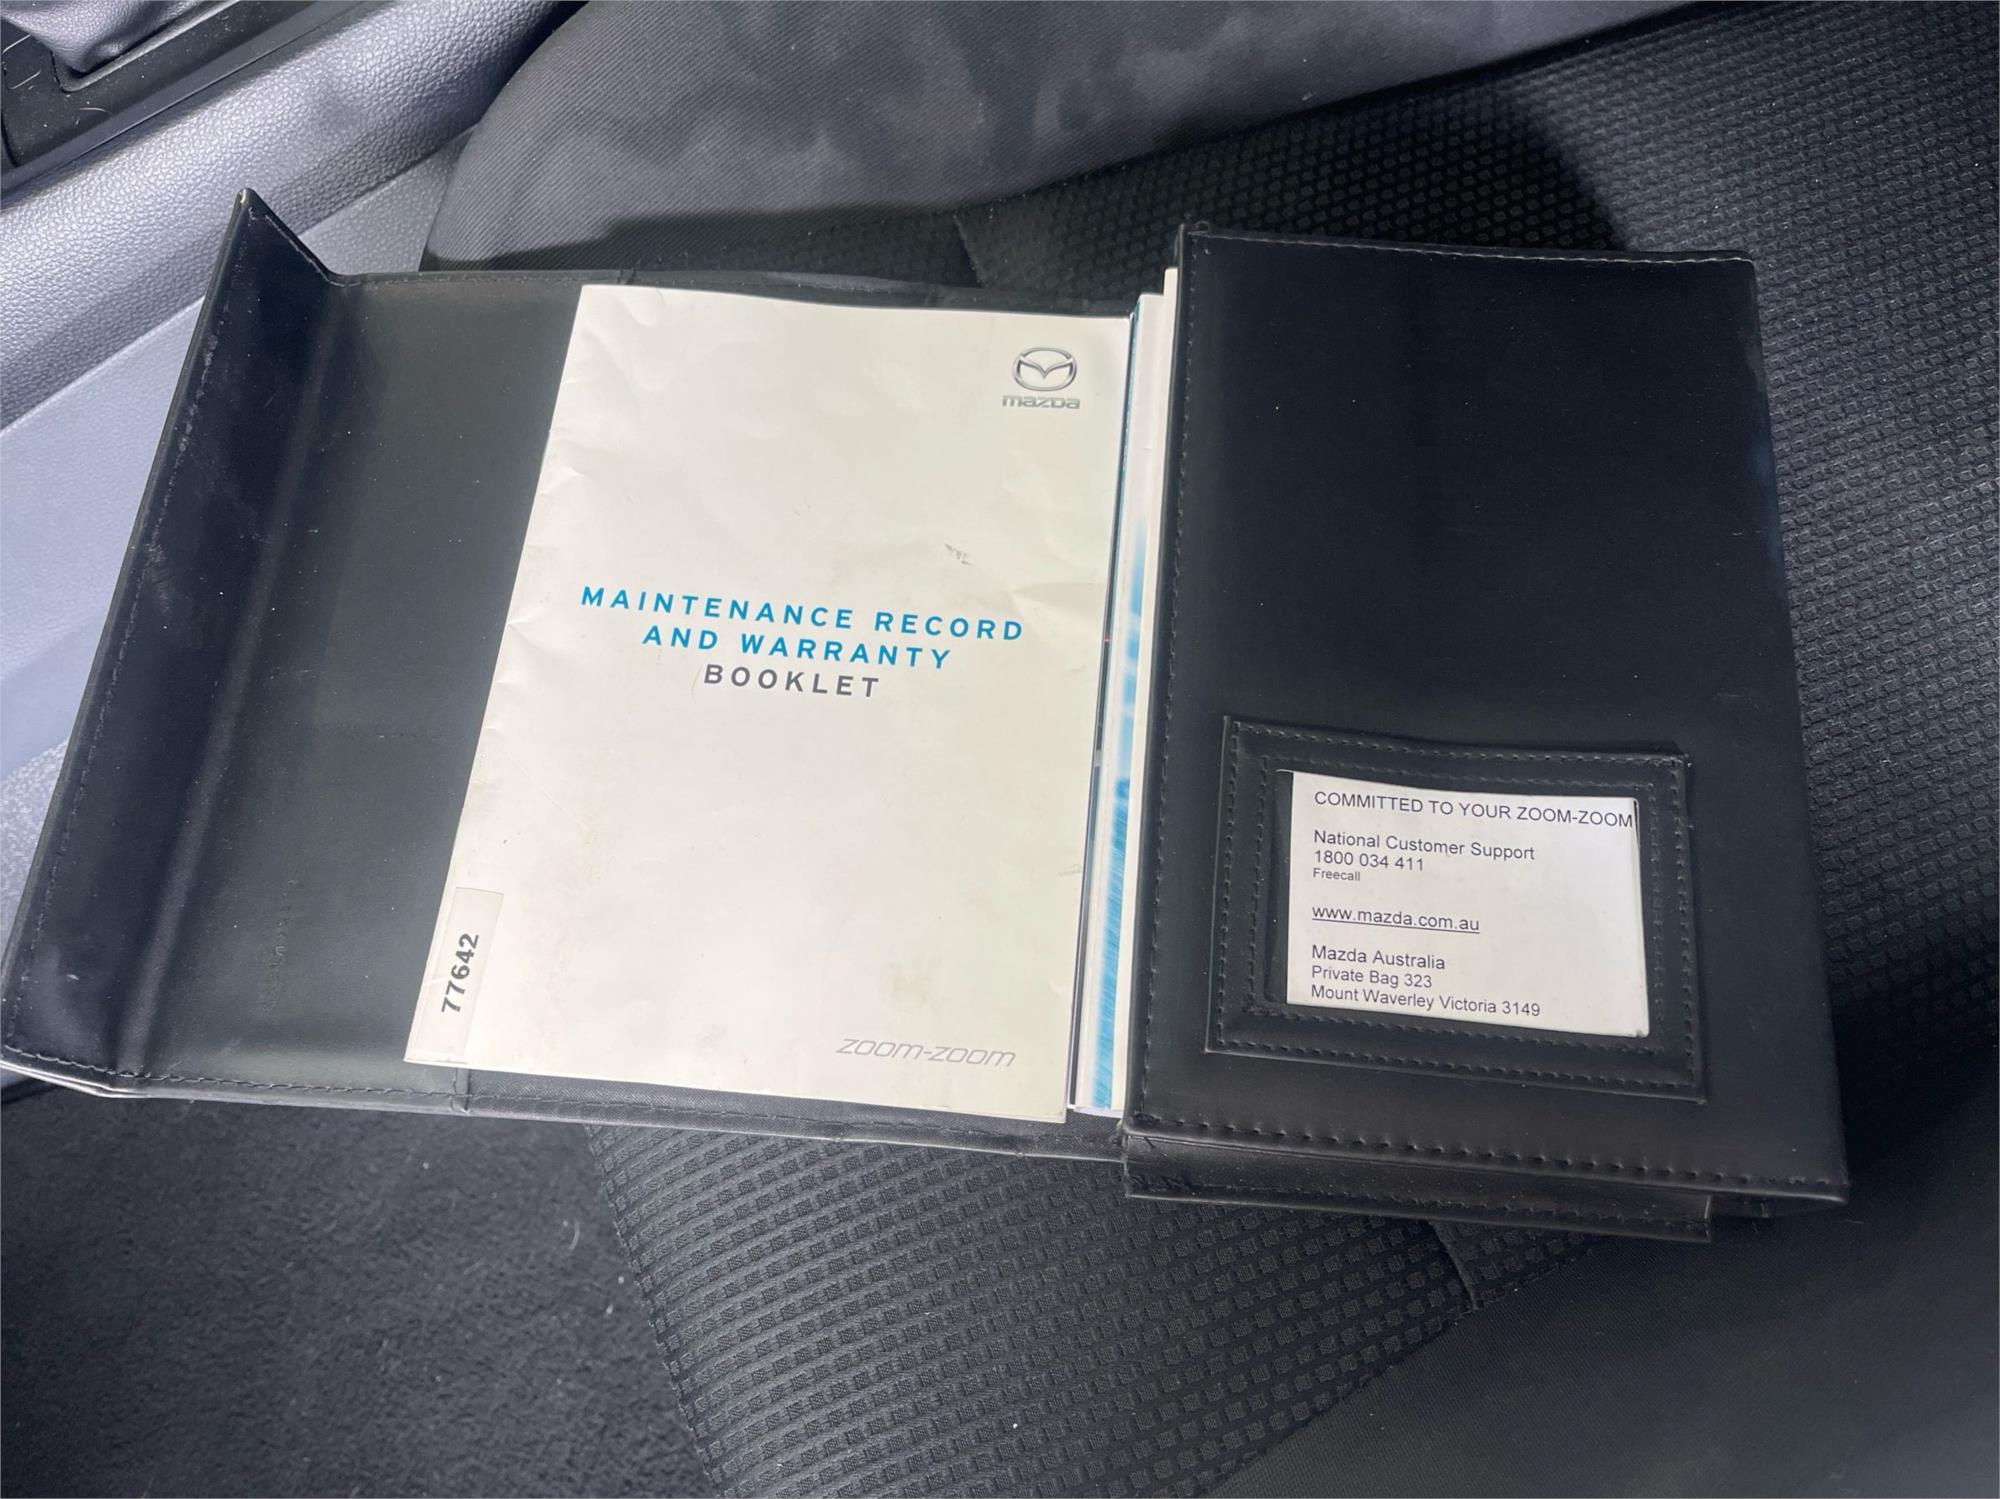 mazda
MAINTENANCE RECORD
AND WARRANTY
BOOKLET
77642
zoom-zoom
COMMITTED TO YOUR ZOOM-ZOOM
National Customer Support
1800 034 411
Freecall
www.mazda.com.au
Mazda Australia
Private Bag 323
Mount Waverley Victoria 3149